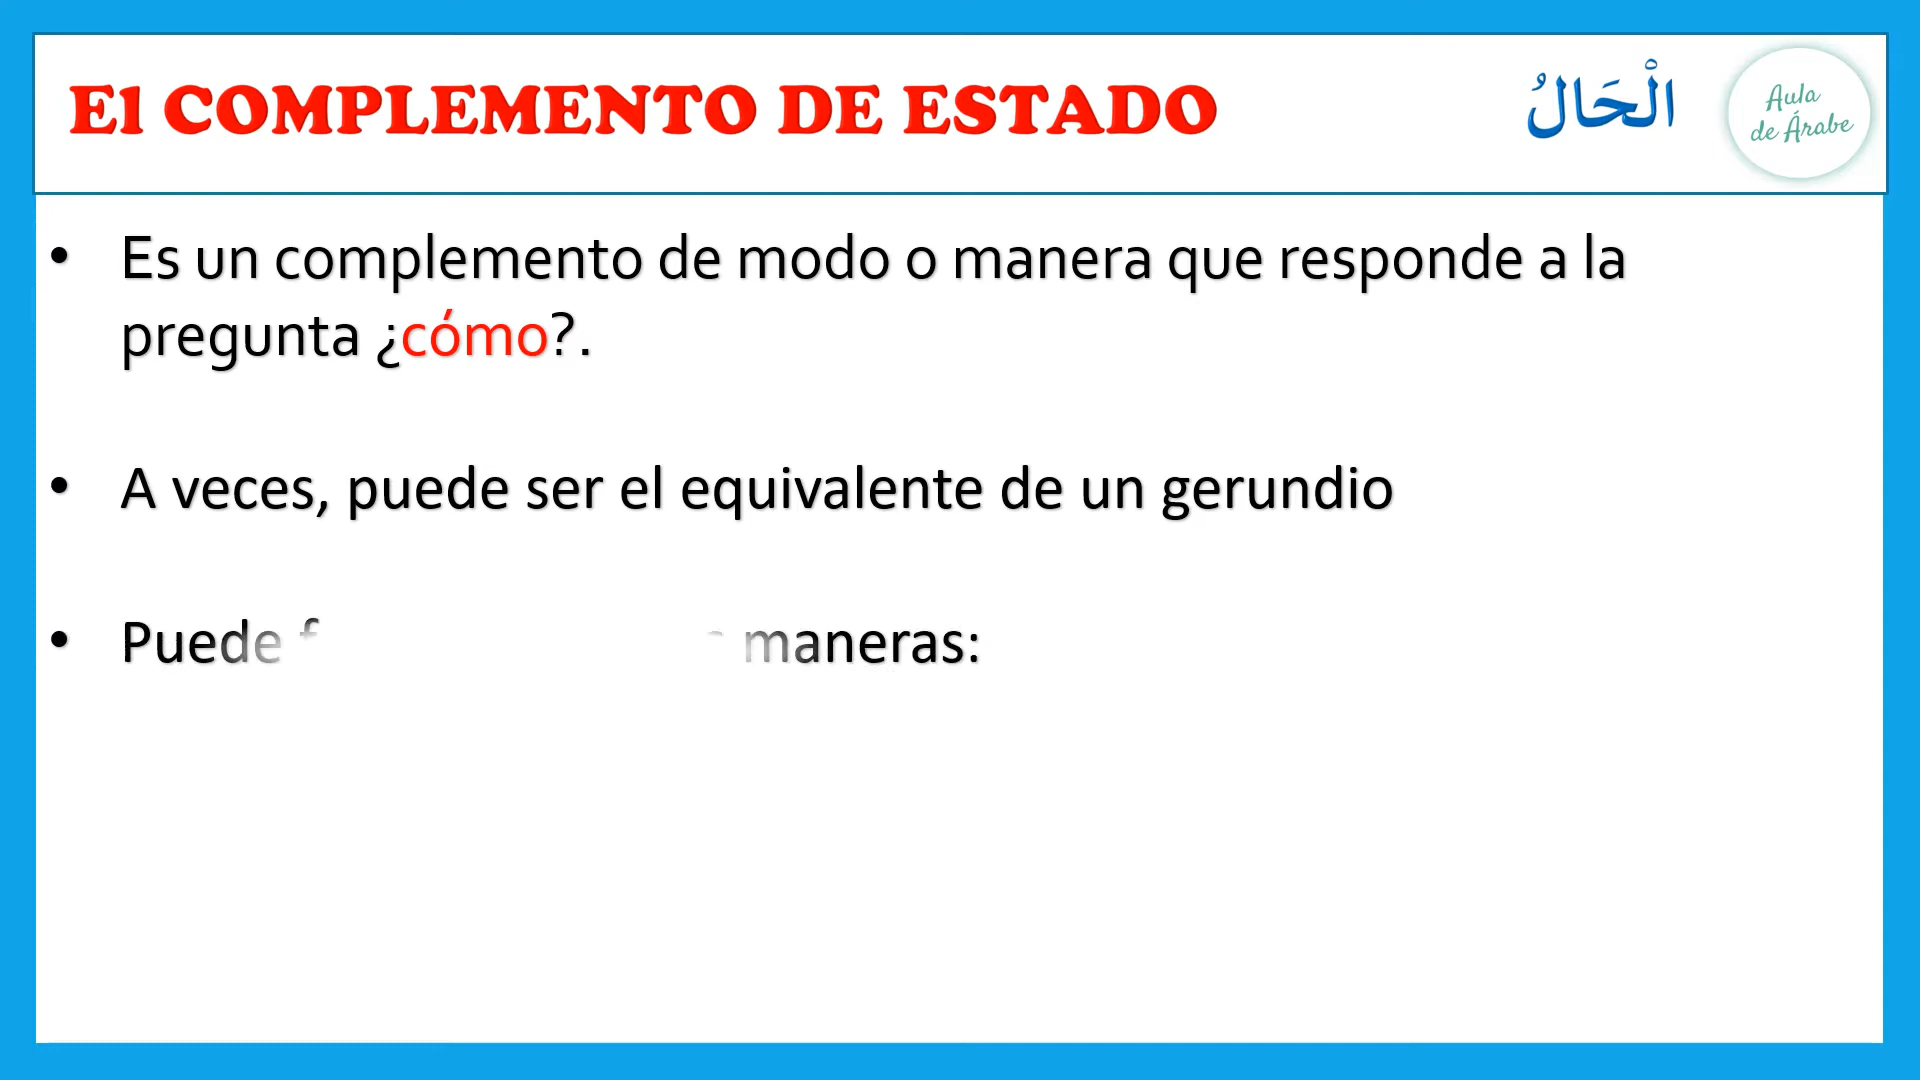 El COMPLEMENTO DE ESTADO
الْحَالُ
Aula
de Árabe
• Es un complemento de modo o manera que responde a la
pregunta ¿cómo?.
• A veces, puede ser el equivalente de un gerundio
• Puede maneras: